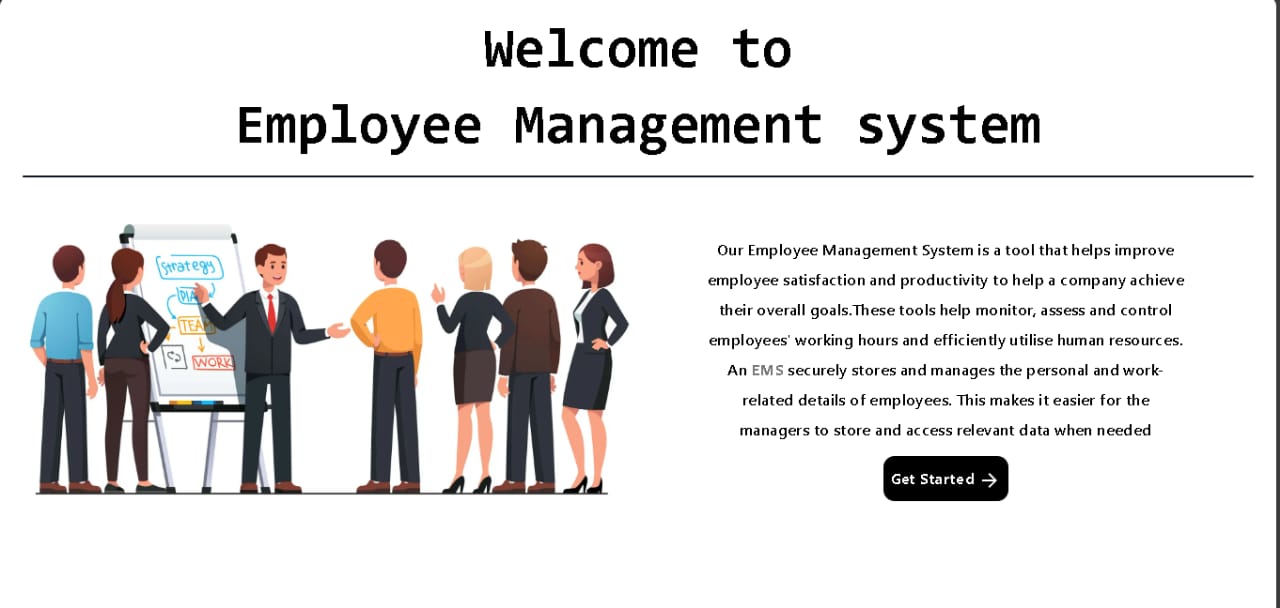 Welcome to
Employee Management system
Strategy
PLA
TEAM
WORK
Our Employee Management System is a tool that helps improve
employee satisfaction and productivity to help a company achieve
their overall goals.These tools help monitor, assess and control
employees' working hours and efficiently utilise human resources.
An EMS securely stores and manages the personal and work-
related details of employees. This makes it easier for the
managers to store and access relevant data when needed
Get Started →